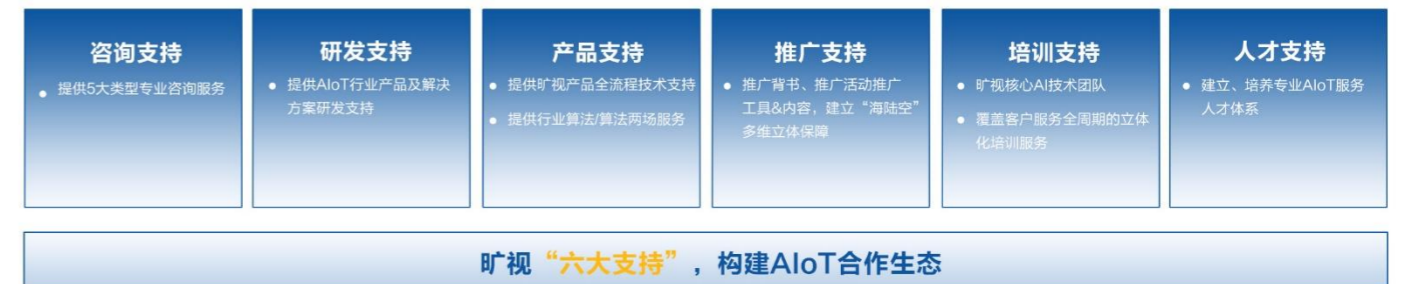 咨询支持
提供5大类型专业咨询服务
研发支持
提供AIoT行业产品及解决
方案研发支持
产品支持
提供旷视产品全流程技术支持
提供行业算法/算法两场服务
推广支持
推广背书、推广活动推广
工具&内容，建立“海陆空”
多维立体保障
培训支持
旷视核心AI技术团队
覆盖客户服务全周期的立体
化培训服务
人才支持
建立、培养专业AIoT服务
人才体系
旷视“六大支持”，构建AIoT合作生态